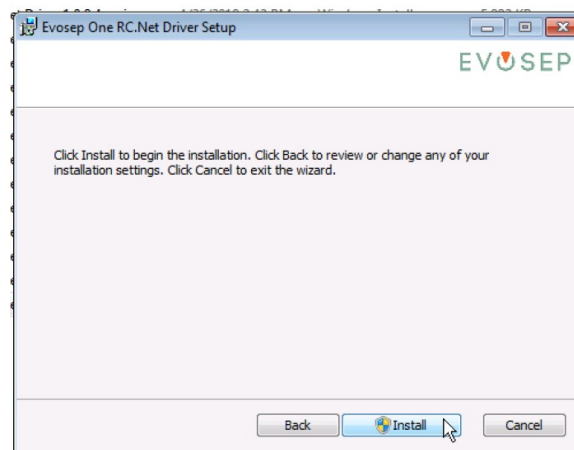 Evosep One RC.Net Driver Setup
EVOSEP
Click Install to begin the installation. Click Back to review or change any of your
installation settings. Click Cancel to exit the wizard.
Back Install Cancel